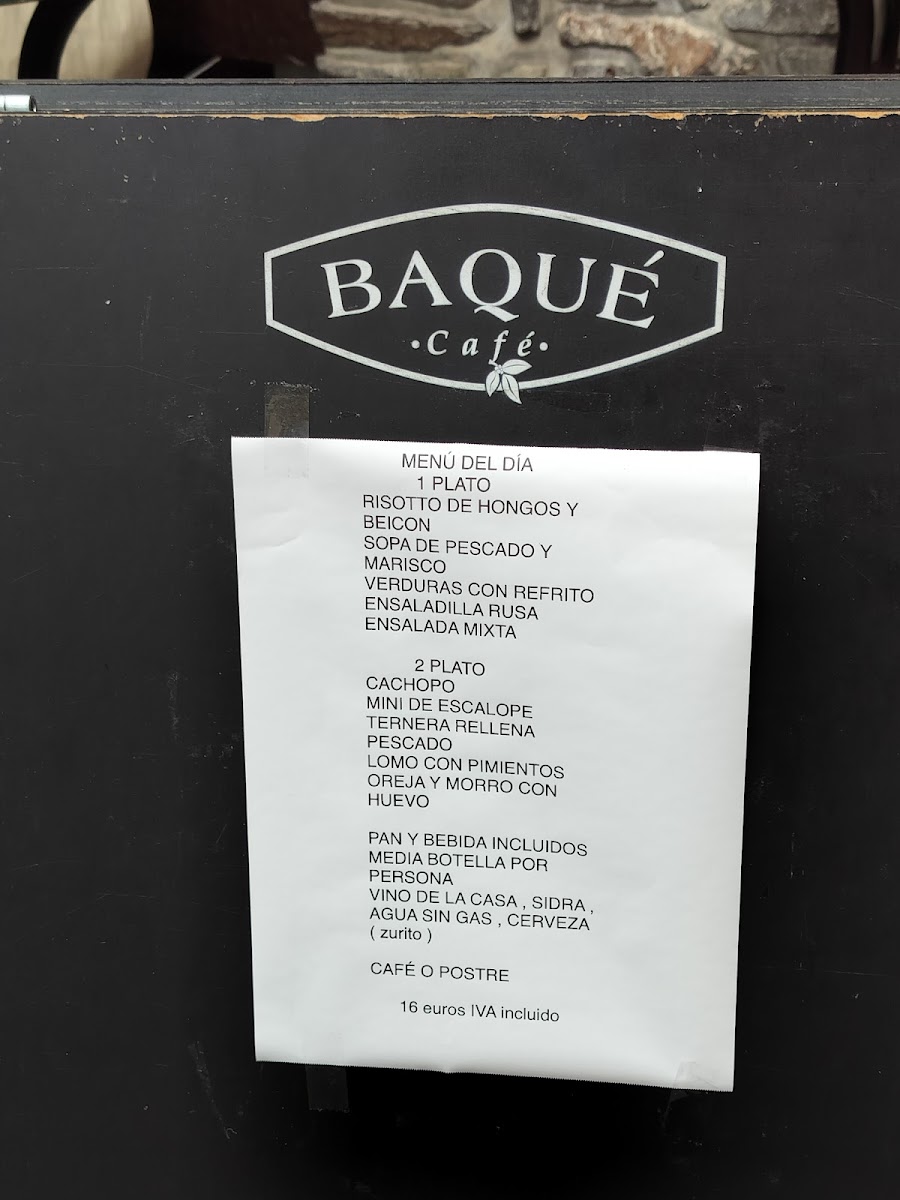 BAQUÉ
·Café·
MENÚ DEL DÍA
1 PLATO
RISOTTO DE HONGOS Y
BEICON
SOPA DE PESCADO Y
MARISCO
VERDURAS CON REFRITO
ENSALADILLA RUSA
ENSALADA MIXTA
2 PLATO
CACHOPO
MINI DE ESCALOPE
TERNERA RELLENA
PESCADO
LOMO CON PIMIENTOS
OREJA Y MORRO CON
HUEVO
PAN Y BEBIDA INCLUIDOS
MEDIA BOTELLA POR
PERSONA
VINO DE LA CASA , SIDRA ,
AGUA SIN GAS , CERVEZA
( zurito )
CAFÉ O POSTRE
16 euros IVA incluido